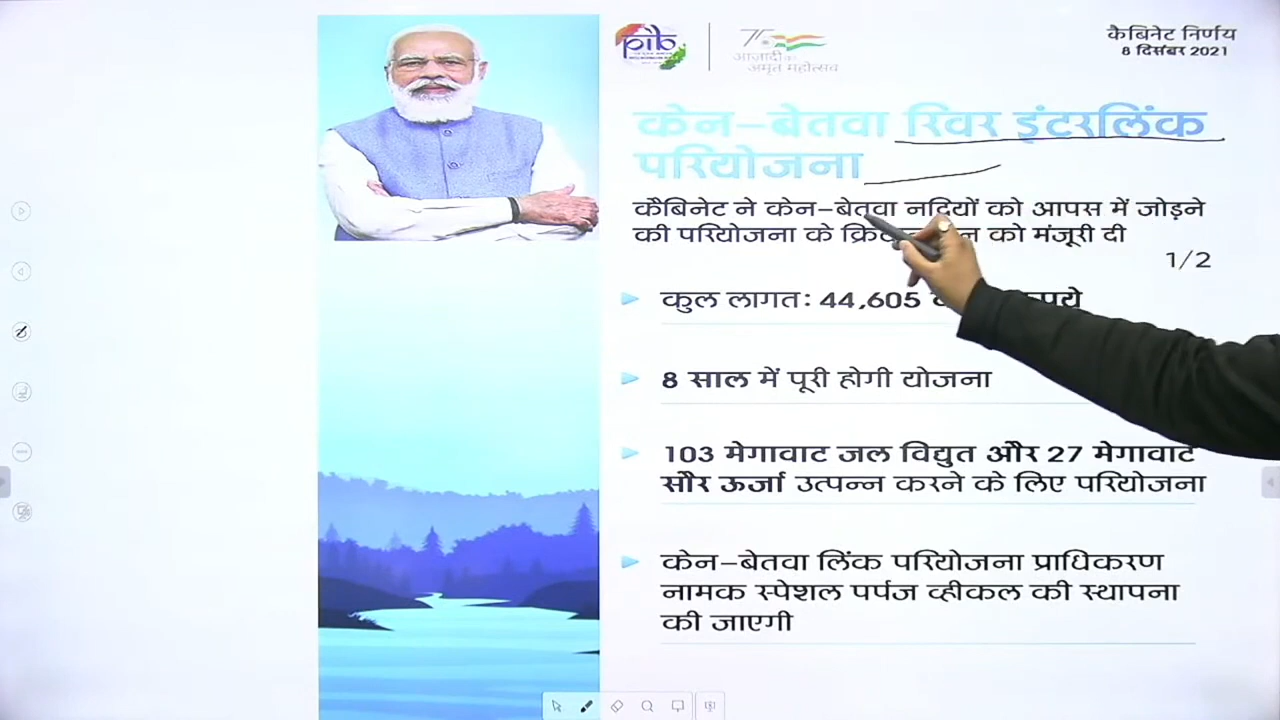 pib
आज़ादी का
अमृत महोत्सव
कैबिनेट निर्णय
8 दिसंबर 2021
केन-बेतवा रिवर इंटरलिंक
परियोजना
कैबिनेट ने केन-बेतवा नदियों को आपस में जोड़ने
की परियोजना के को मंजूरी दी
1/2
कुल लागत: 44,605
8 साल में पूरी होगी योजना
103 मेगावाट जल विद्युत और 27 मेगावाट
सौर ऊर्जा उत्पन्न करने के लिए परियोजना
केन-बेतवा लिंक परियोजना प्राधिकरण
नामक स्पेशल पर्पज व्हीकल की स्थापना
की जाएगी